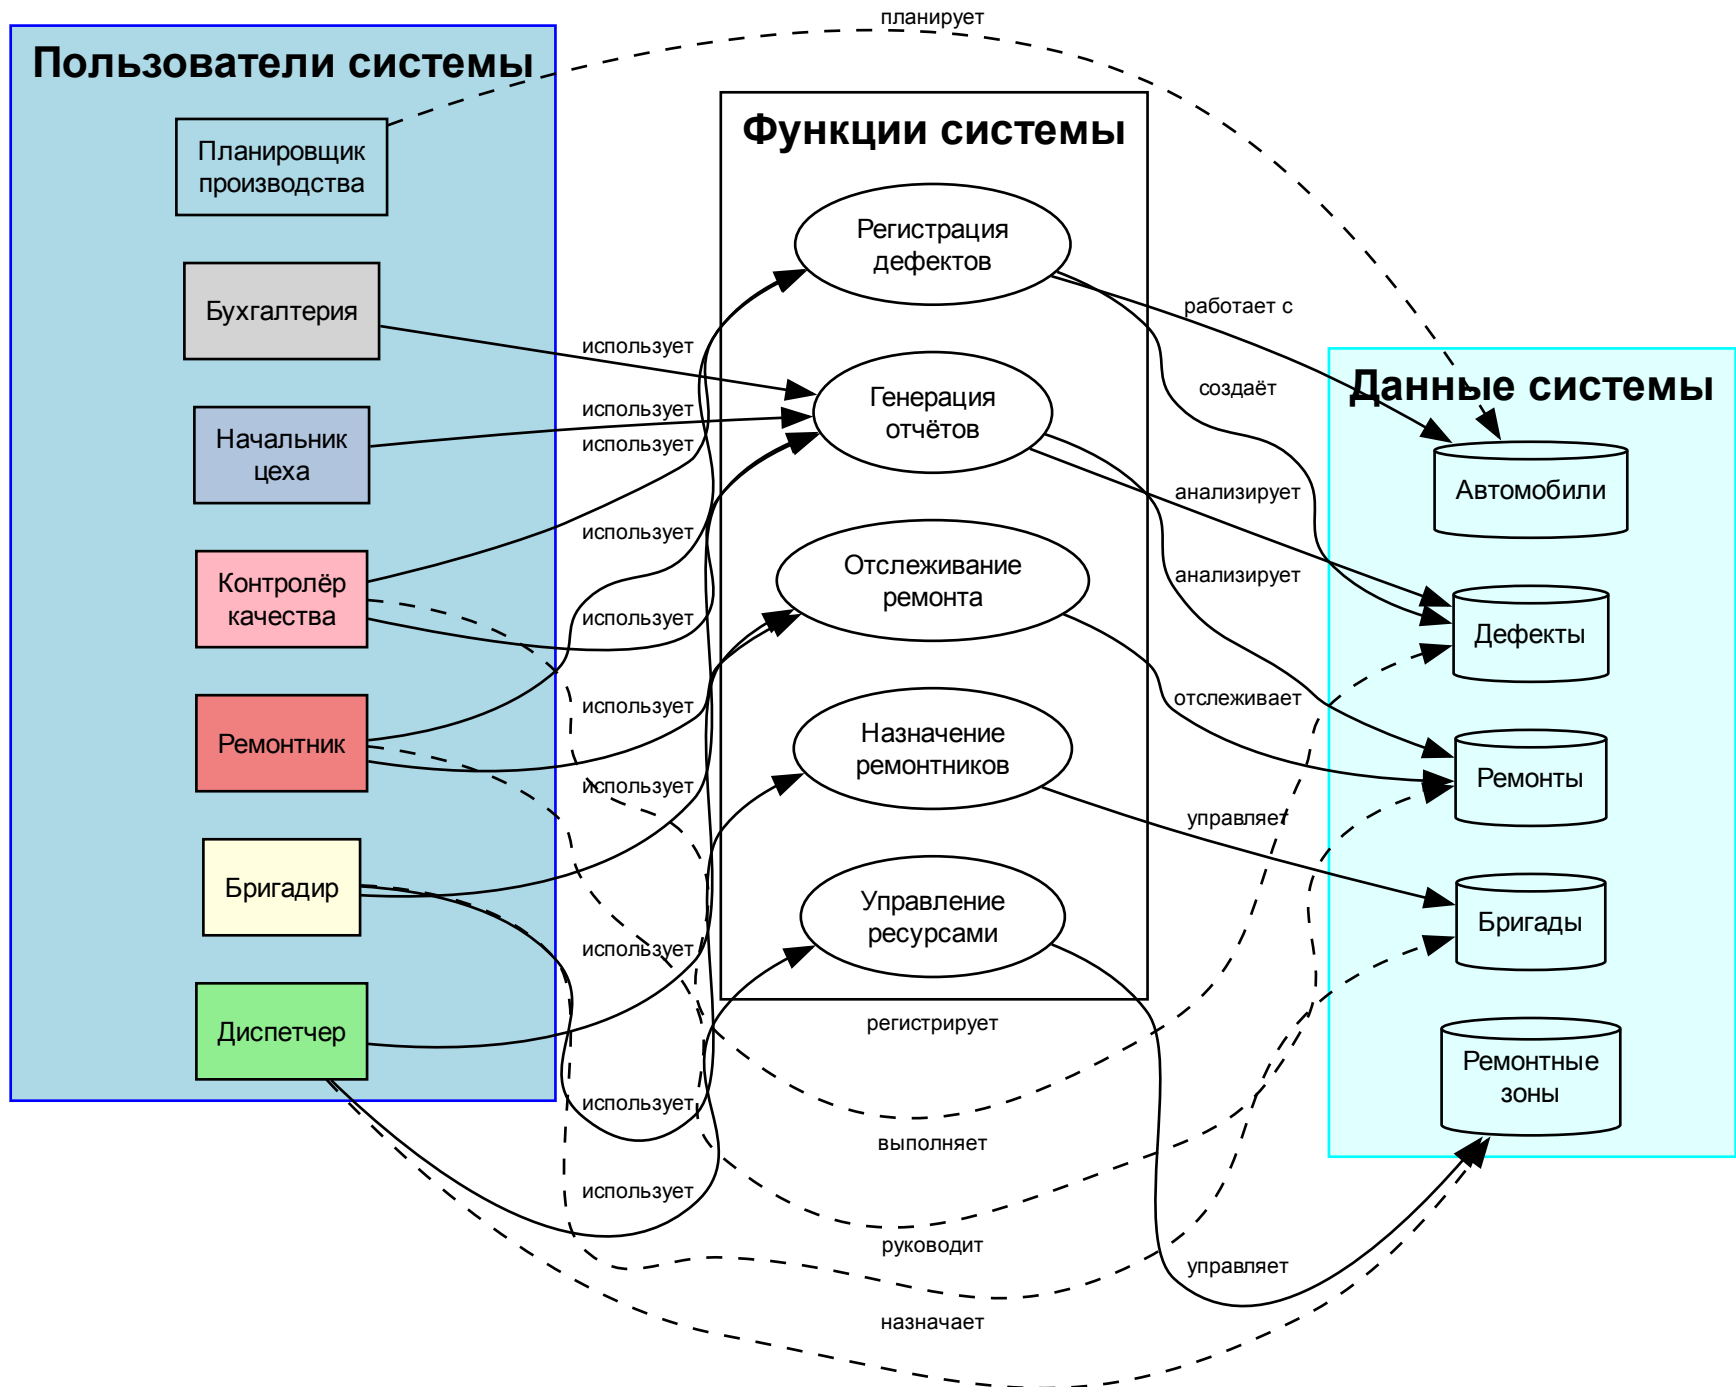 планирует
Пользователи системы
Планировщик
производства
Бухгалтерия
Начальник
цеха
Контролёр
качества
Ремонтник
Бригадир
Диспетчер
использует
использует
использует
использует
использует
использует
использует
использует
использует
использует
Функции системы
Регистрация
дефектов
Генерация
отчётов
Отслеживание
ремонта
Назначение
ремонтников
Управление
ресурсами
регистрирует
выполняет
руководит
назначает
работает с
создаёт
анализирует
анализирует
отслеживает
управляет
управляет
Данные системы
Автомобили
Дефекты
Ремонты
Бригады
Ремонтные
зоны